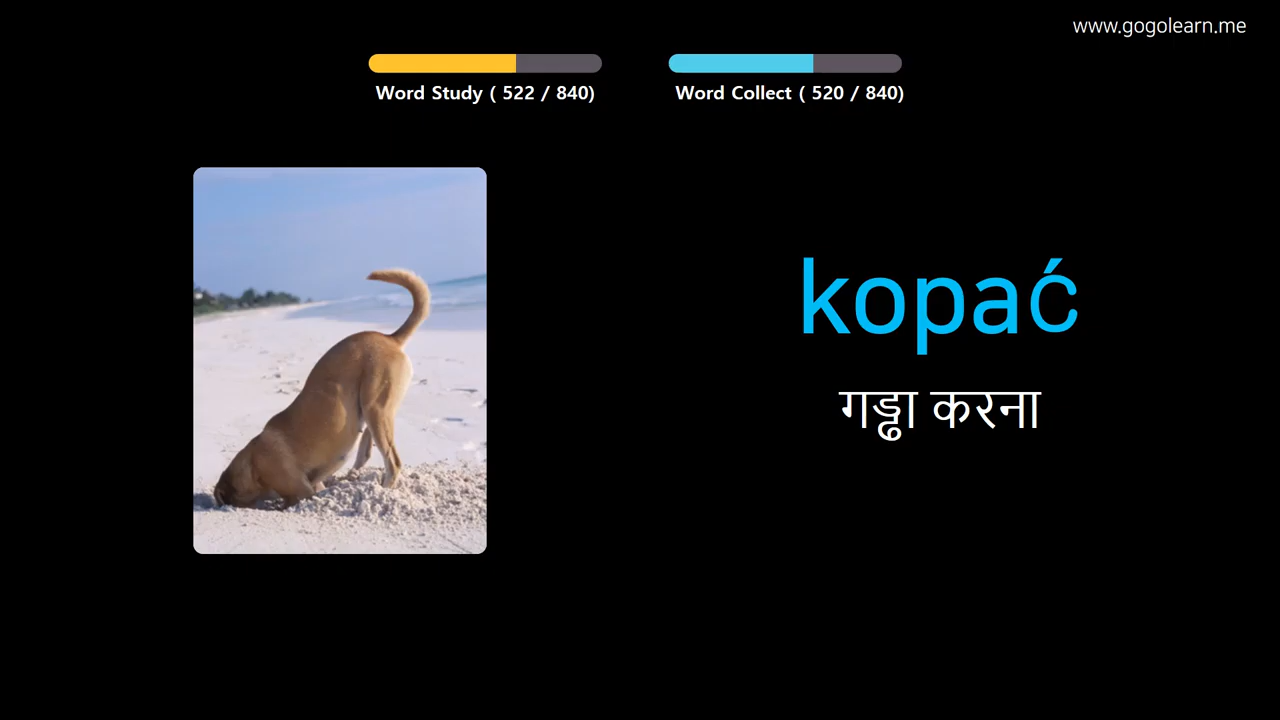 www.gogolearn.me
Word Study ( 522 / 840)
Word Collect ( 520 / 840)
kopać
गड्ढा करना